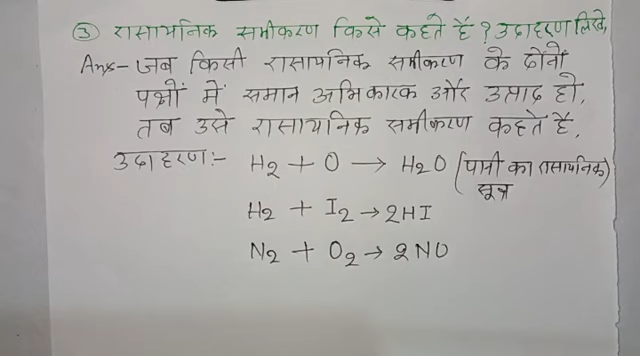 ③ रासायनिक समीकरण किसे कहते है? उदाहरण लिखे,
Ans- जब किसी रासायनिक समीकरण के दोनों
पक्षों में समान अभिकारक और उत्पाद हो,
तब उसे रासायनिक समीकरण कहते है,
उदाहरण:- H₂ + O → H₂O (पानी का रासायनिक)
सूत्र
H₂ + I₂ → 2HI
N₂ + O₂ → 2NO